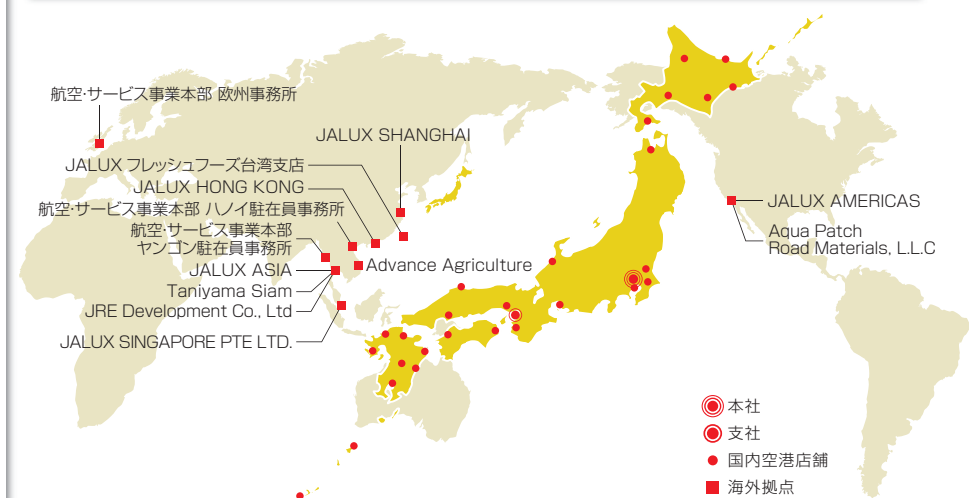 航空・サービス事業本部 欧州事務所
JALUX SHANGHAI
JALUX フレッシュフーズ台湾支店
JALUX HONG KONG
航空・サービス事業本部 ハノイ駐在員事務所
航空・サービス事業本部
ヤンゴン駐在員事務所
JALUX ASIA
Advance Agriculture
Taniyama Siam
JRE Development Co., Ltd
JALUX SINGAPORE PTE LTD.
JALUX AMERICAS
Aqua Patch
Road Materials, L.L.C
本社
支社
国内空港店舗
海外拠点